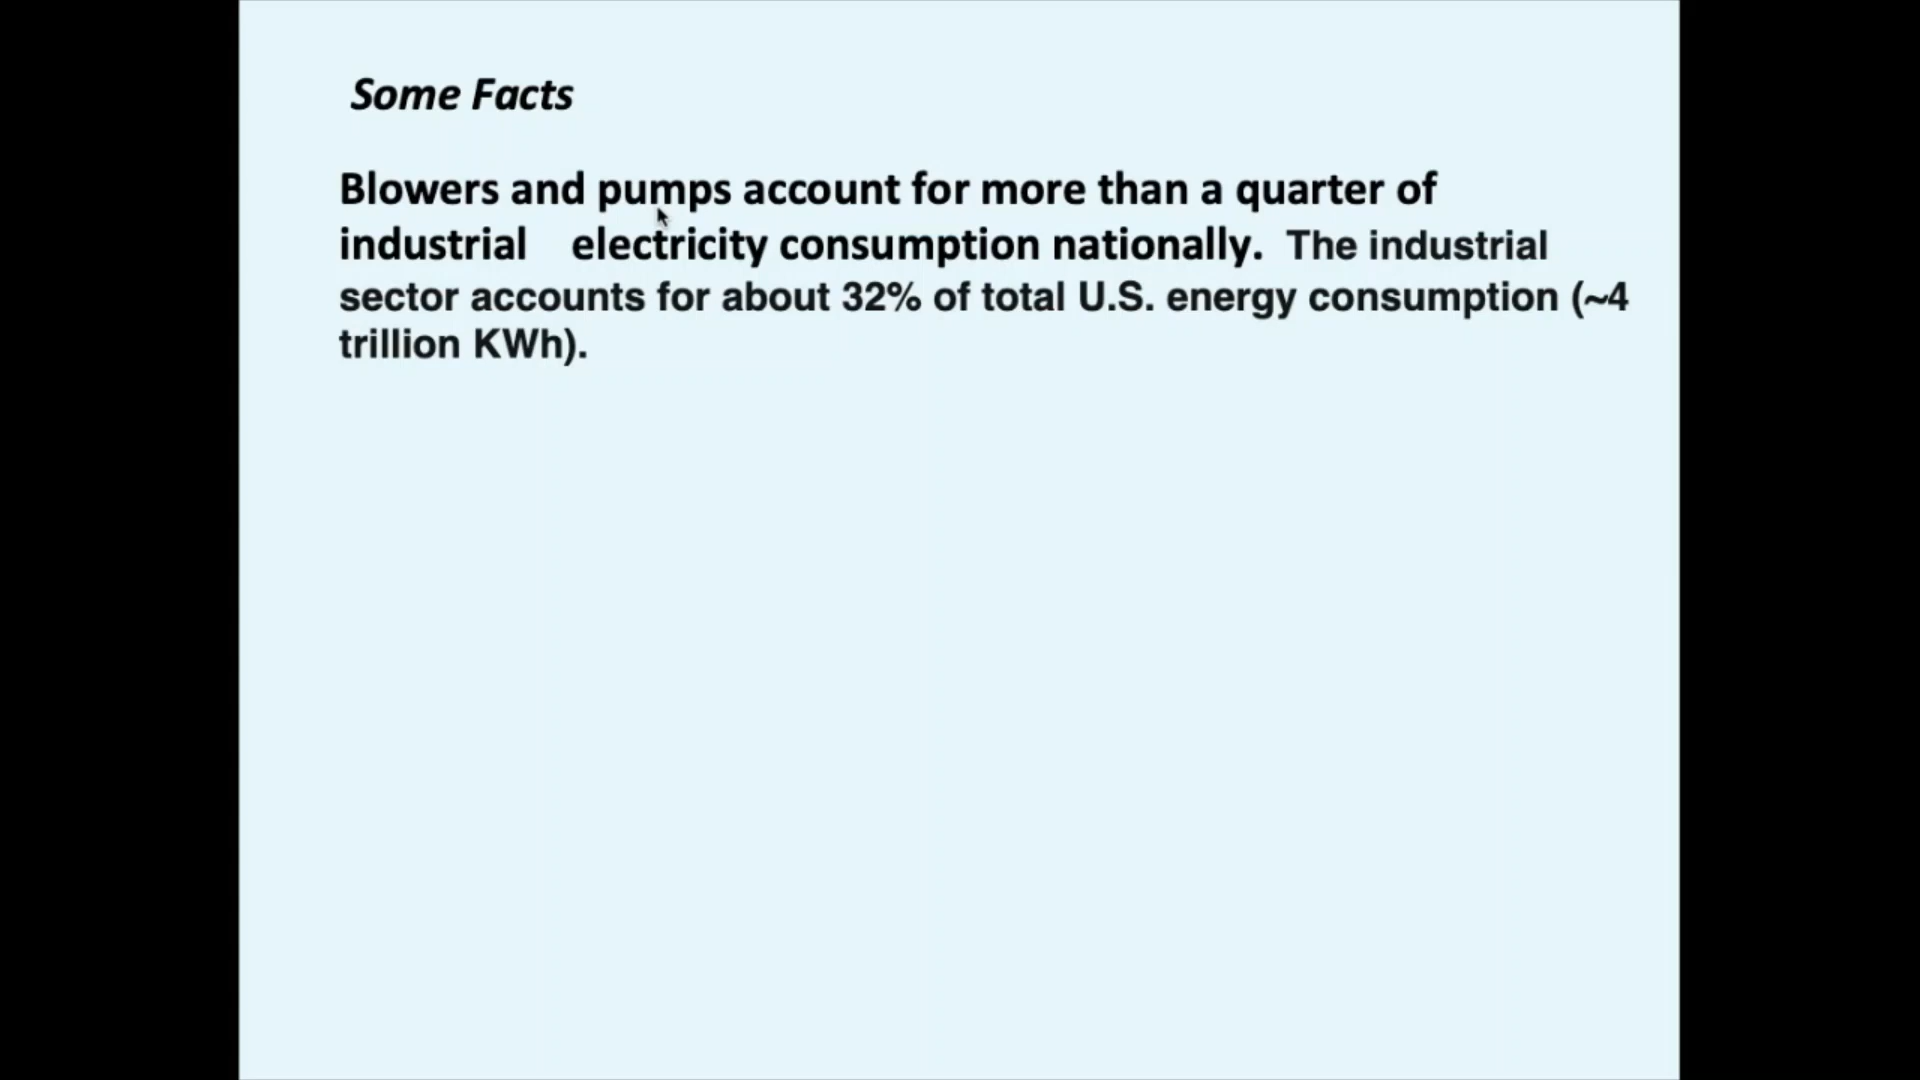 Some Facts
Blowers and pumps account for more than a quarter of
industrial electricity consumption nationally. The industrial
sector accounts for about 32% of total U.S. energy consumption (~4
trillion KWh).